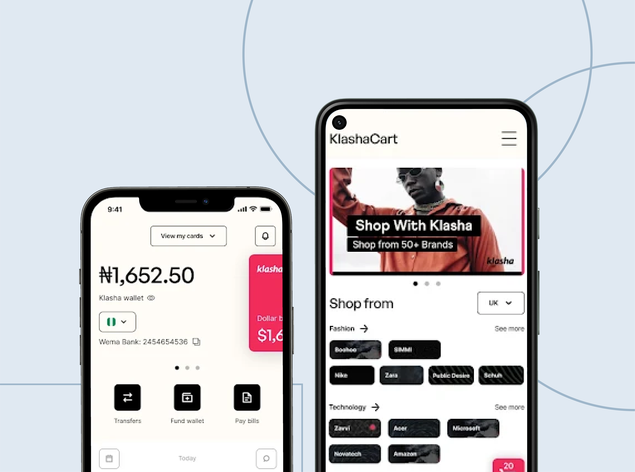 9:41
View my cards
₦1,652.50
Klasha wallet
Wema Bank: 2454654536
klasha
Dollar b
$1,6
Transfers
Fund wallet
Pay bills
Today
KlashaCart
Shop With Klasha
Shop from 50+ Brands
klasha
Shop from
UK
Fashion
See more
Boohoo
SIMMI
Nike
Zara
Public Desire
Schuh
Technology
See more
Zavvi
Acer
Microsoft
Novatech
Amazon
20